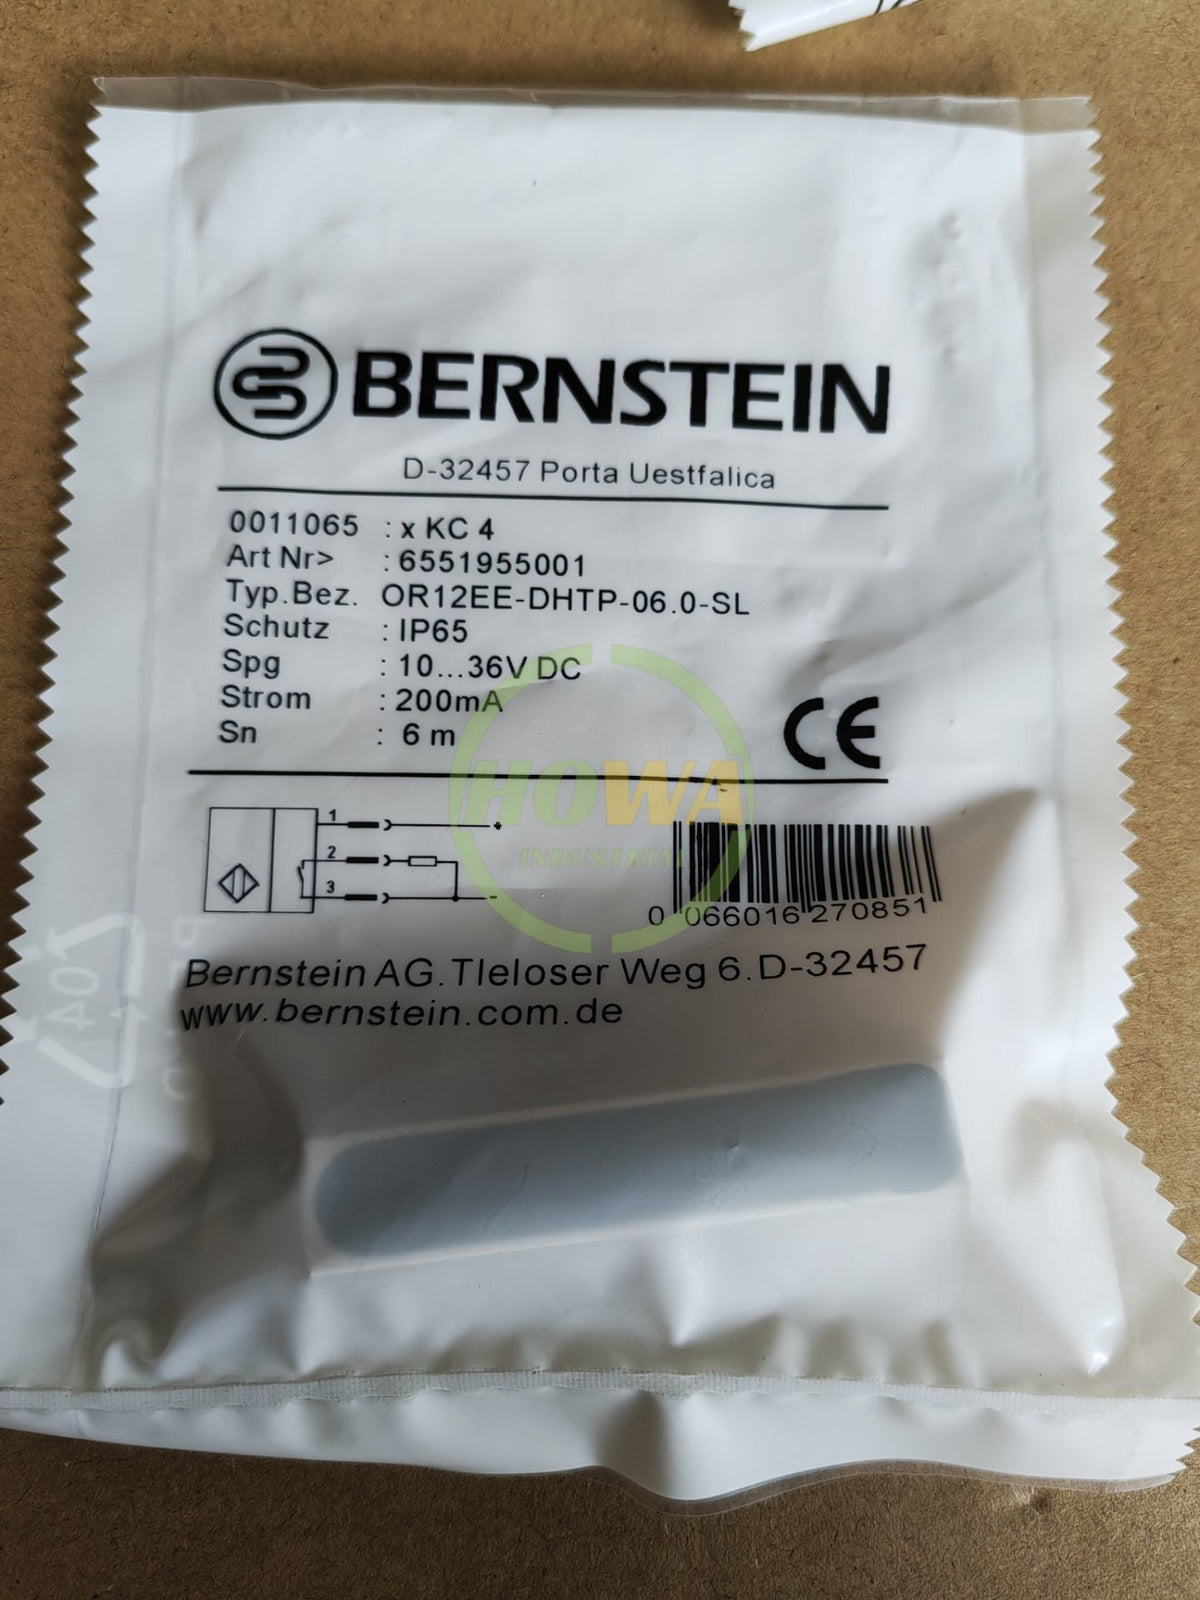 BERNSTEIN
D-32457 Porta Uestfalica
0011065 : x KC 4
Art Nr> : 6551955001
Typ.Bez. OR12EE-DHTP-06.0-SL
Schutz : IP65
Spg : 10...36V DC
Strom : 200mA
Sn : 6 m
CE
HOWA
INDUSTRIAL
1
+
2
3
-
0 066016 270851
Bernstein AG.Tleloser Weg 6.D-32457
www.bernstein.com.de
04